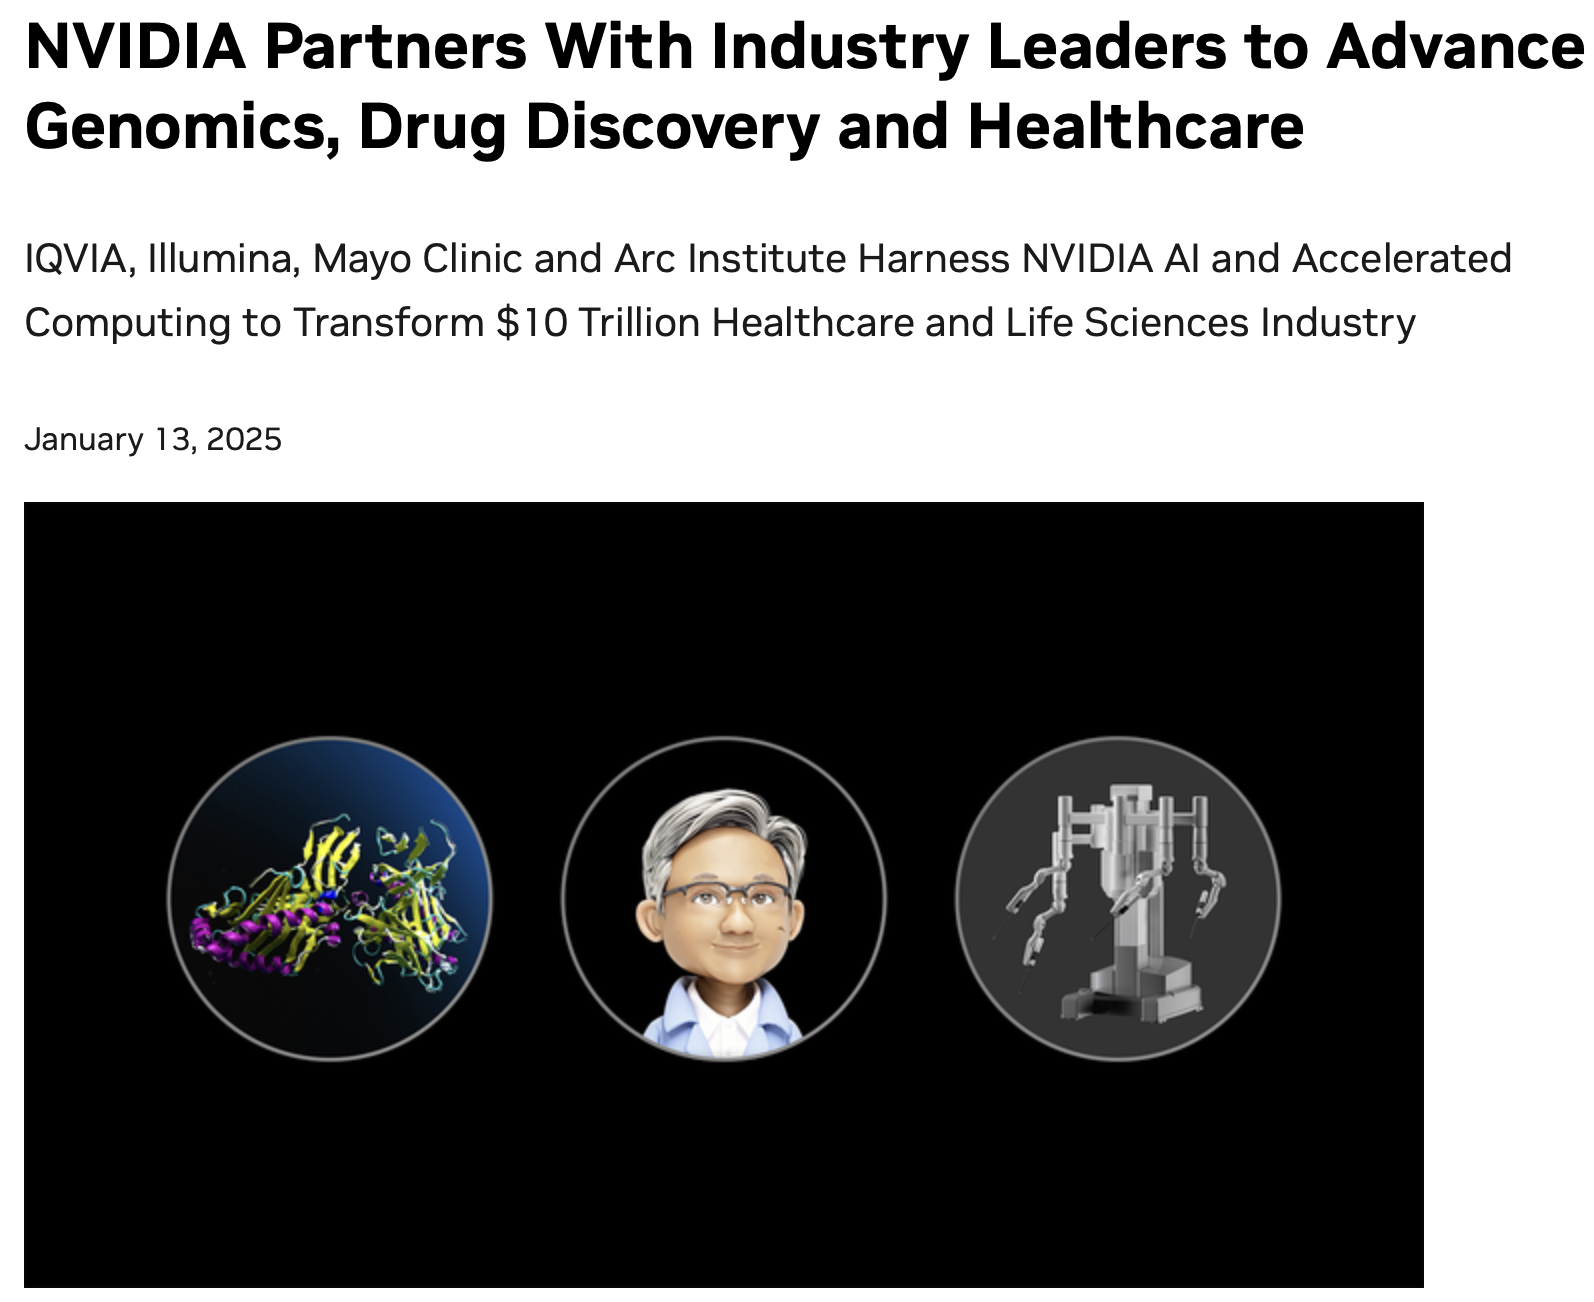 NVIDIA Partners With Industry Leaders to Advance
Genomics, Drug Discovery and Healthcare
IQVIA, Illumina, Mayo Clinic and Arc Institute Harness NVIDIA AI and Accelerated
Computing to Transform $10 Trillion Healthcare and Life Sciences Industry
January 13, 2025